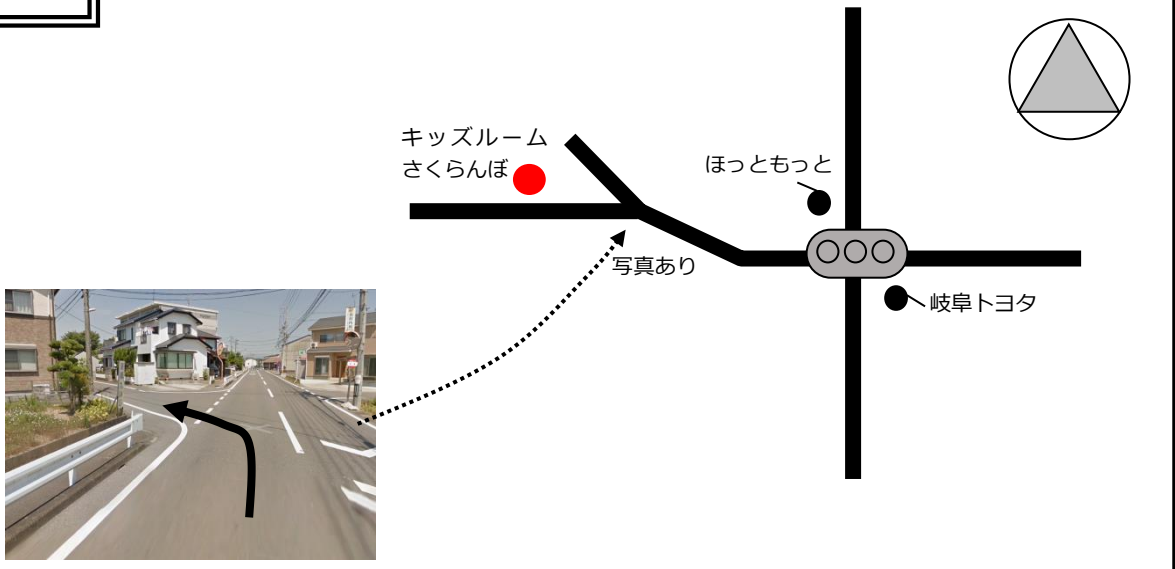 キッズルーム
さくらんぼ
ほっともっと
写真あり
岐阜トヨタ